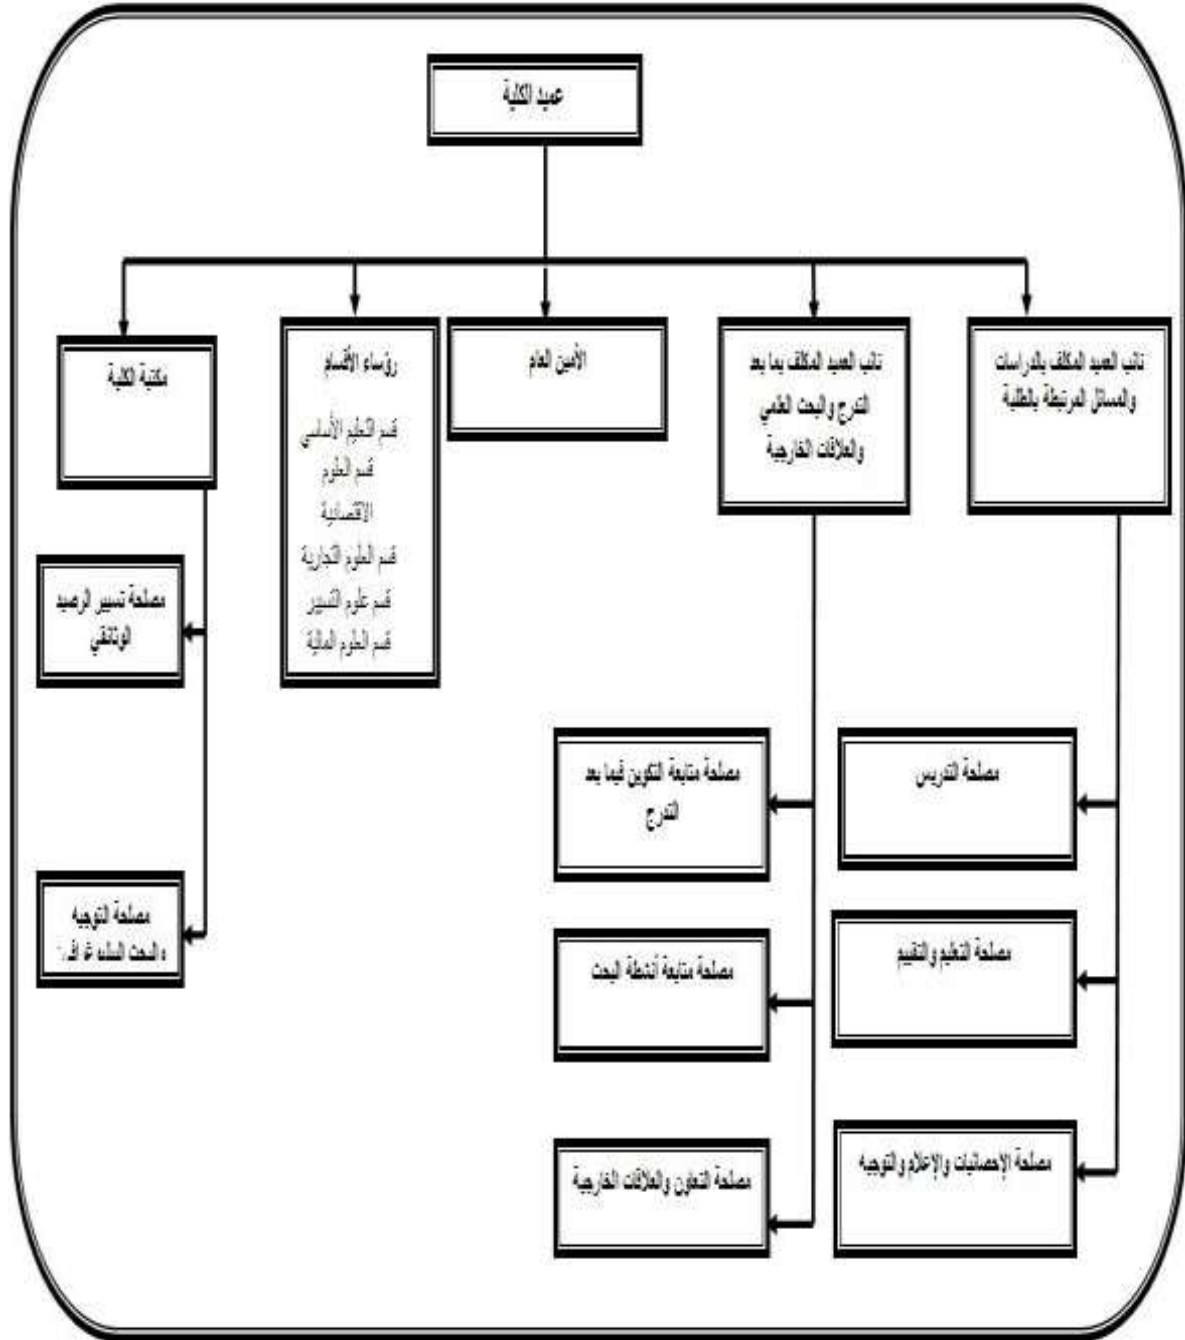 عميد الكلية
نائب العميد المكلف بالدراسات
والمسائل المرتبطة بالطلبة
نائب العميد المكلف بما بعد
التدرج والبحث العلمي
والعلاقات الخارجية
الأمين العام
رؤساء الأقسام
قسم التعليم الأساسي
قسم العلوم
الاقتصادية
قسم العلوم التجارية
قسم علوم التسيير
قسم العلوم المالية
مكتبة الكلية
مصلحة التدريس
مصلحة التعليم والتقييم
مصلحة الإحصائيات والإعلام والتوجيه
مصلحة متابعة التكوين فيما بعد
التدرج
مصلحة متابعة أنشطة البحث
مصلحة التعاون والعلاقات الخارجية
مصلحة تسيير الرصيد
الوثائقي
مصلحة التوجيه
والبحث